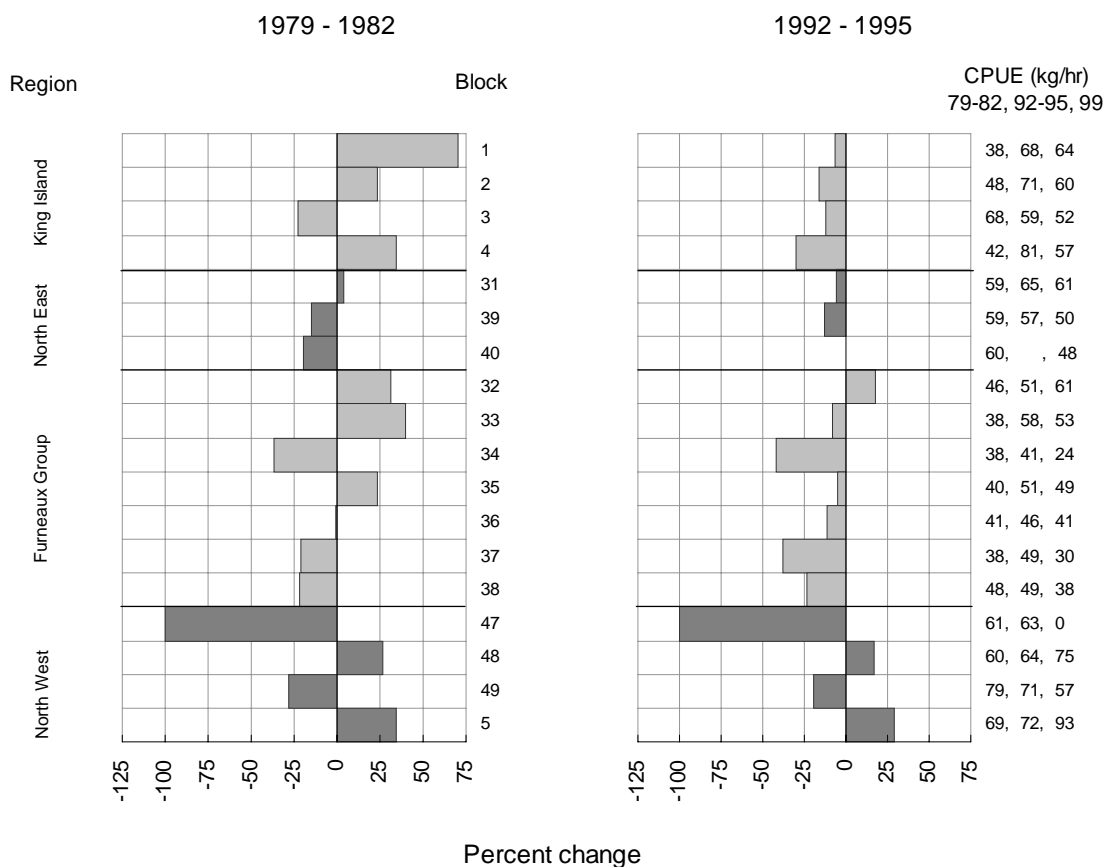 1979 - 1982 1992 - 1995
Region Block CPUE (kg/hr)
79-82, 92-95, 99
King Island
1 38, 68, 64
2 48, 71, 60
3 68, 59, 52
4 42, 81, 57
North East
31 59, 65, 61
39 59, 57, 50
40 60, , 48
Furneaux Group
32 46, 51, 61
33 38, 58, 53
34 38, 41, 24
35 40, 51, 49
36 41, 46, 41
37 38, 49, 30
38 48, 49, 38
North West
47 61, 63, 0
48 60, 64, 75
49 79, 71, 57
5 69, 72, 93
-125 -100 -75 -50 -25 0 25 50 75 -125 -100 -75 -50 -25 0 25 50 75
Percent change